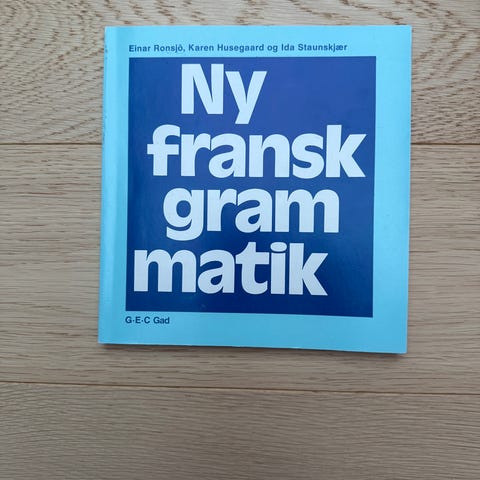 Einar Ronsjö, Karen Husegaard og Ida Staunskjær
Ny
fransk
gram
matik
G·E·C Gad